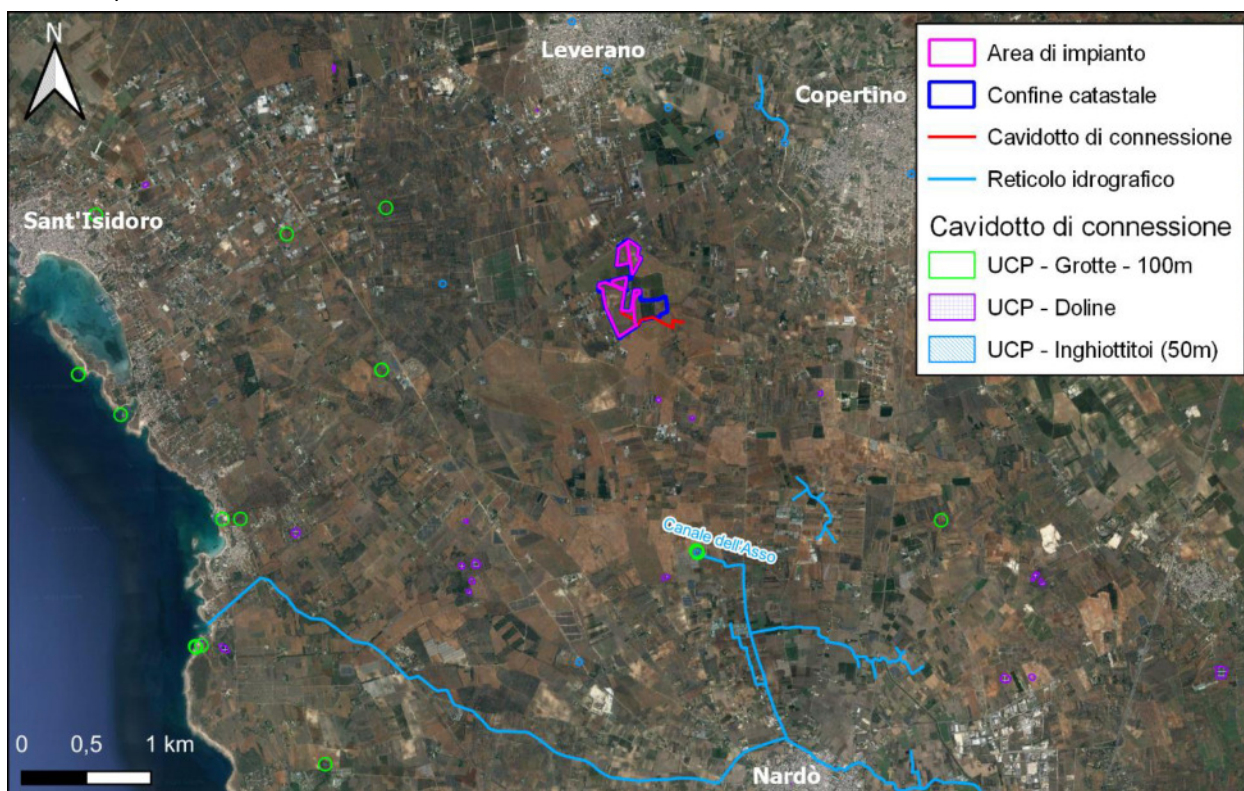 N
Leverano
Copertino
Sant'Isidoro
Canale dell'Asso
Nardò
0 0,5 1 km
Area di impianto
Confine catastale
Cavidotto di connessione
Reticolo idrografico
Cavidotto di connessione
UCP - Grotte - 100m
UCP - Doline
UCP - Inghiottitoi (50m)